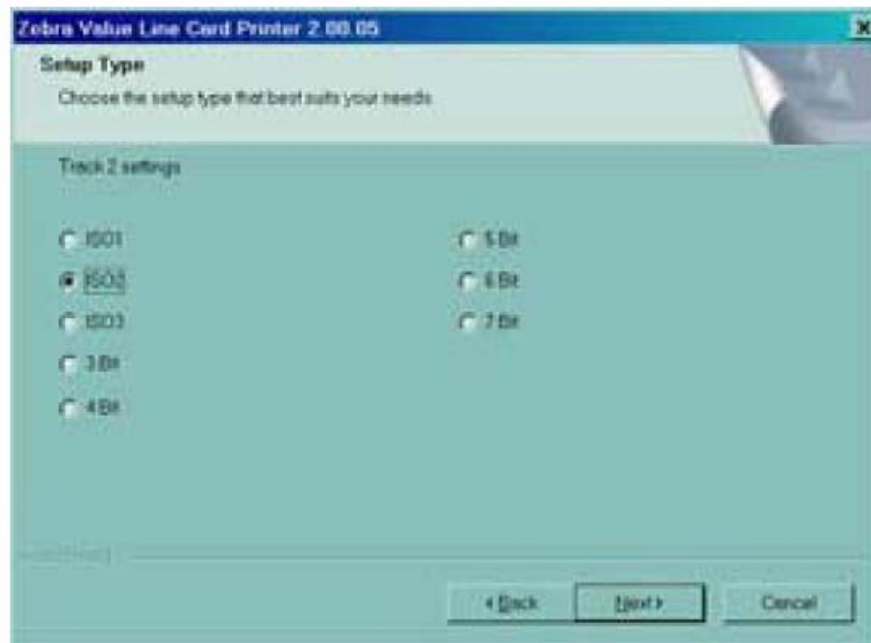 Zebra Value Line Card Printer 2.00.05
Setup Type
Choose the setup type that best suits your needs
Track 2 settings
ISO1
ISO2
ISO3
3 Bit
4 Bit
5 Bit
6 Bit
7 Bit
< Back
Next >
Cancel